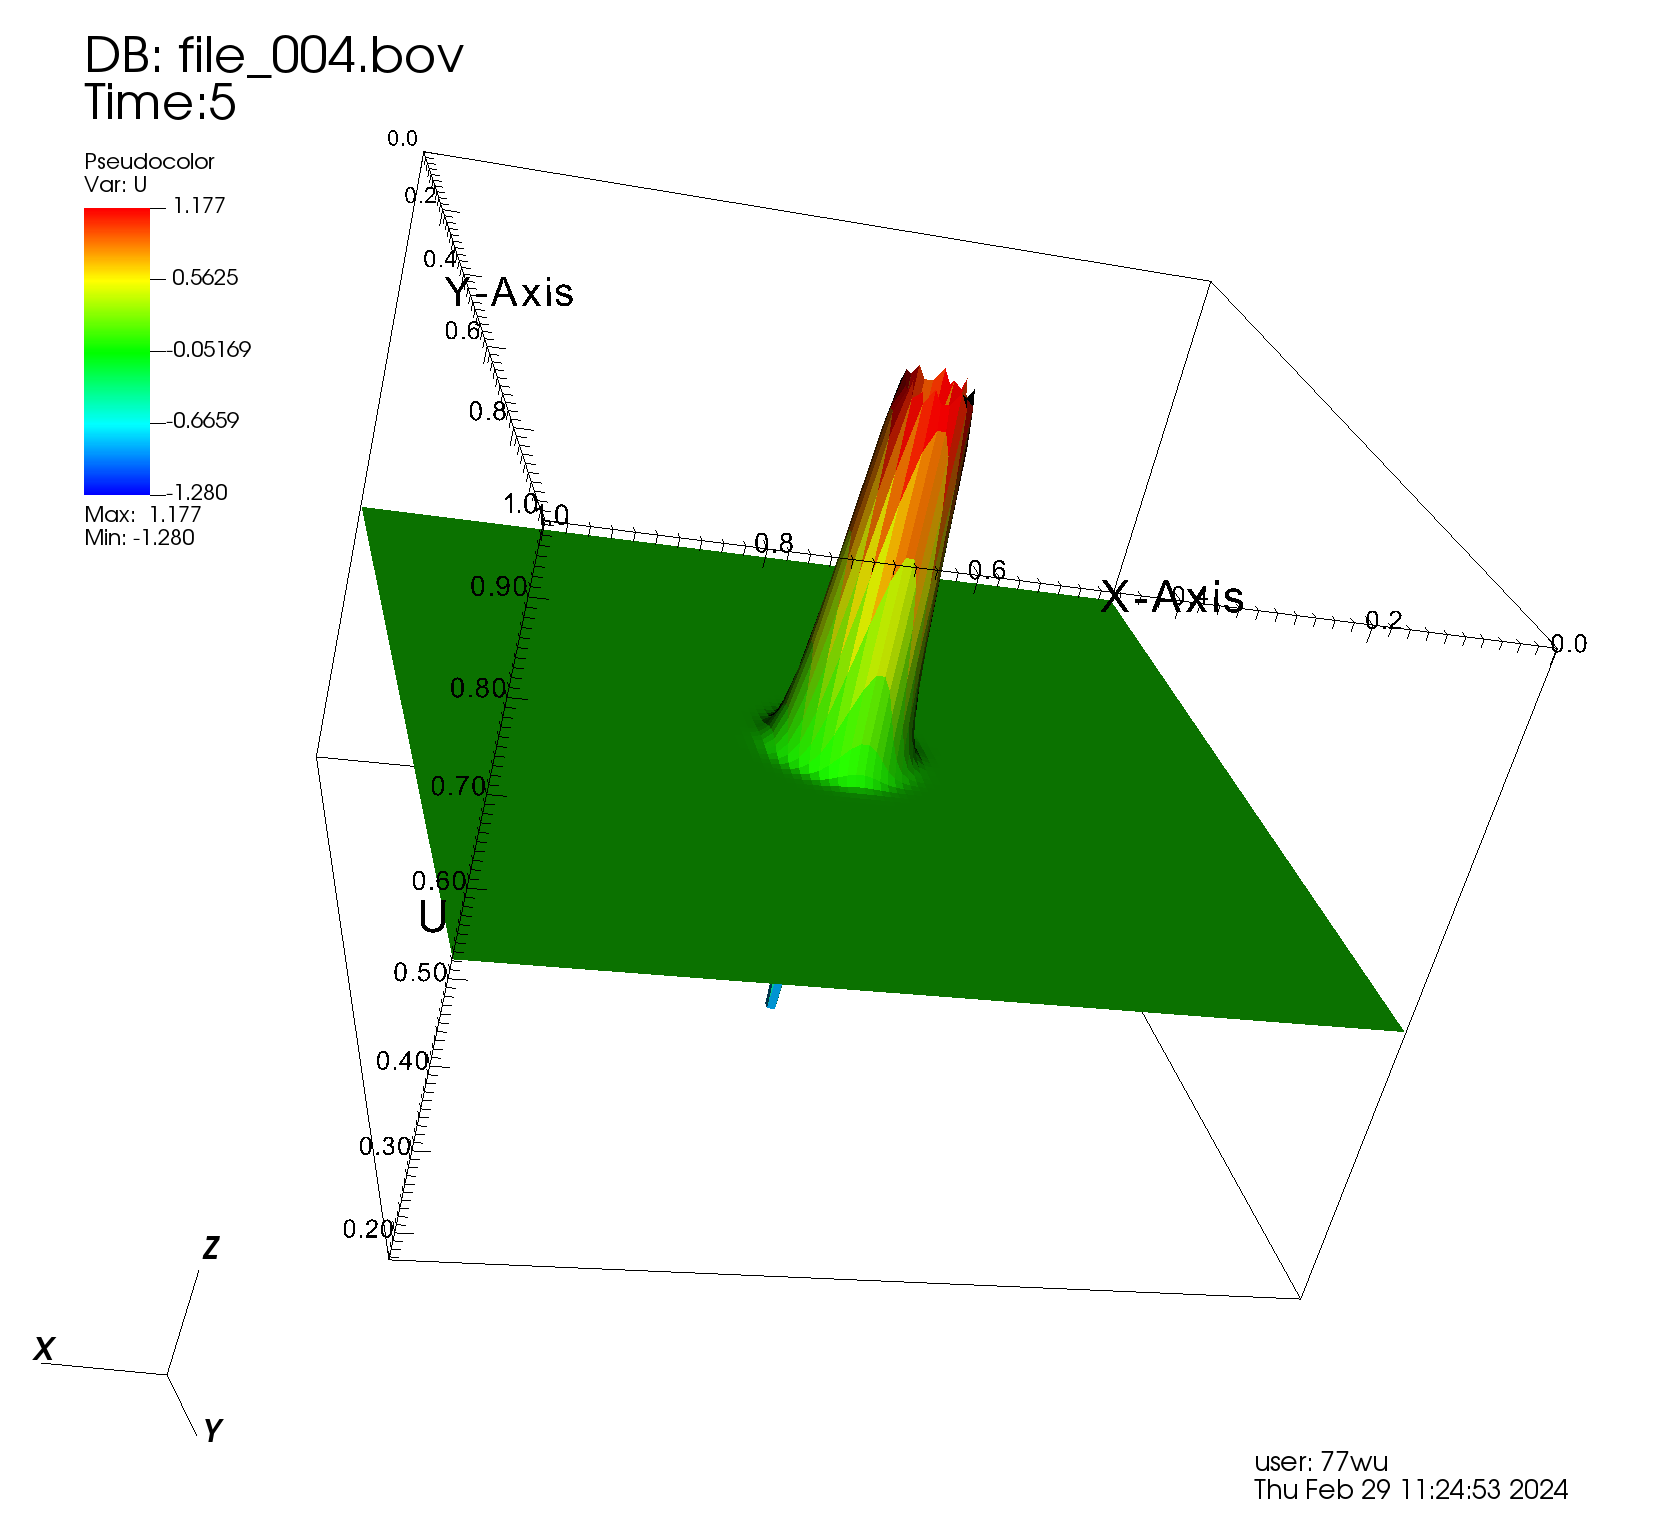 DB: file_004.bov
Time:5
Pseudocolor
Var: U
1.177
0.5625
-0.05169
-0.6659
-1.280
Max: 1.177
Min: -1.280
0.0
0.2
0.4
Y-Axis
0.6
0.8
1.0
1.0
0.8
0.6
X-Axis
0.4
0.2
0.0
0.90
0.80
0.70
0.60
U
0.50
0.40
0.30
0.20
Z
X
Y
user: 77wu
Thu Feb 29 11:24:53 2024